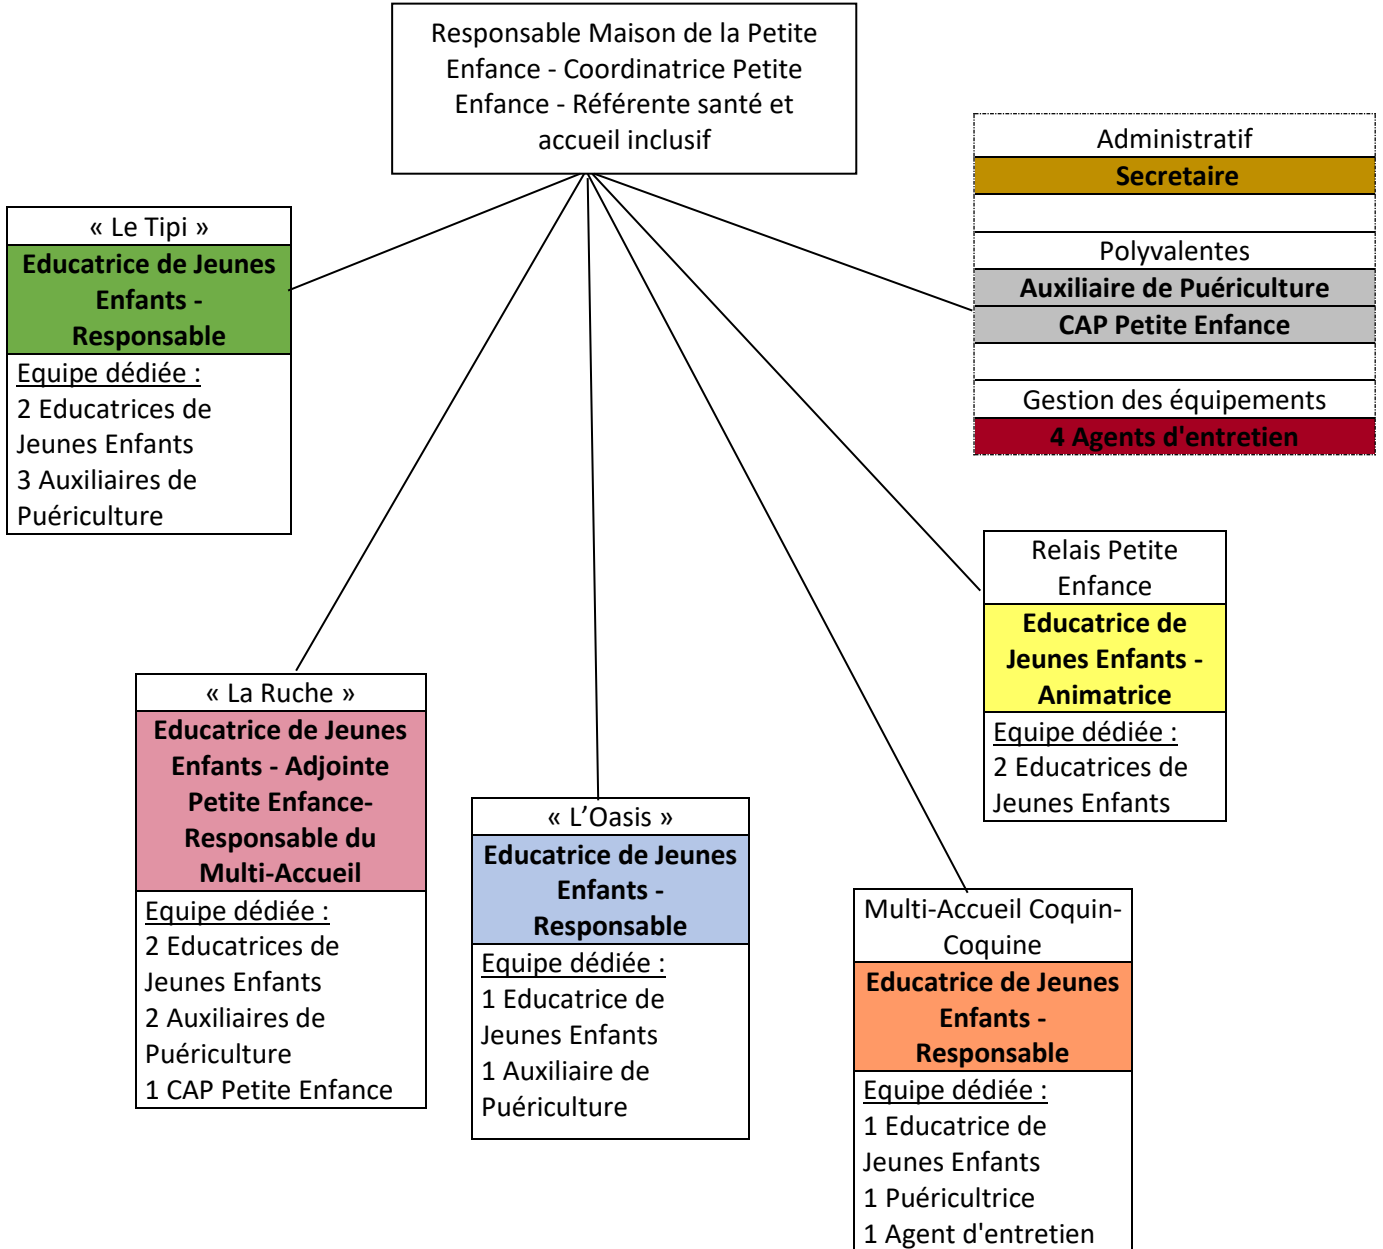 Responsable Maison de la Petite
Enfance - Coordinatrice Petite
Enfance - Référente santé et
accueil inclusif
Administratif
Secretaire
Polyvalentes
Auxiliaire de Puériculture
CAP Petite Enfance
Gestion des équipements
4 Agents d'entretien
« Le Tipi »
Educatrice de Jeunes
Enfants -
Responsable
Equipe dédiée :
2 Educatrices de
Jeunes Enfants
3 Auxiliaires de
Puériculture
Relais Petite
Enfance
Educatrice de
Jeunes Enfants -
Animatrice
Equipe dédiée :
2 Educatrices de
Jeunes Enfants
« La Ruche »
Educatrice de Jeunes
Enfants - Adjointe
Petite Enfance-
Responsable du
Multi-Accueil
Equipe dédiée :
2 Educatrices de
Jeunes Enfants
2 Auxiliaires de
Puériculture
1 CAP Petite Enfance
« L’Oasis »
Educatrice de Jeunes
Enfants -
Responsable
Equipe dédiée :
1 Educatrice de
Jeunes Enfants
1 Auxiliaire de
Puériculture
Multi-Accueil Coquin-
Coquine
Educatrice de Jeunes
Enfants -
Responsable
Equipe dédiée :
1 Educatrice de
Jeunes Enfants
1 Puéricultrice
1 Agent d'entretien